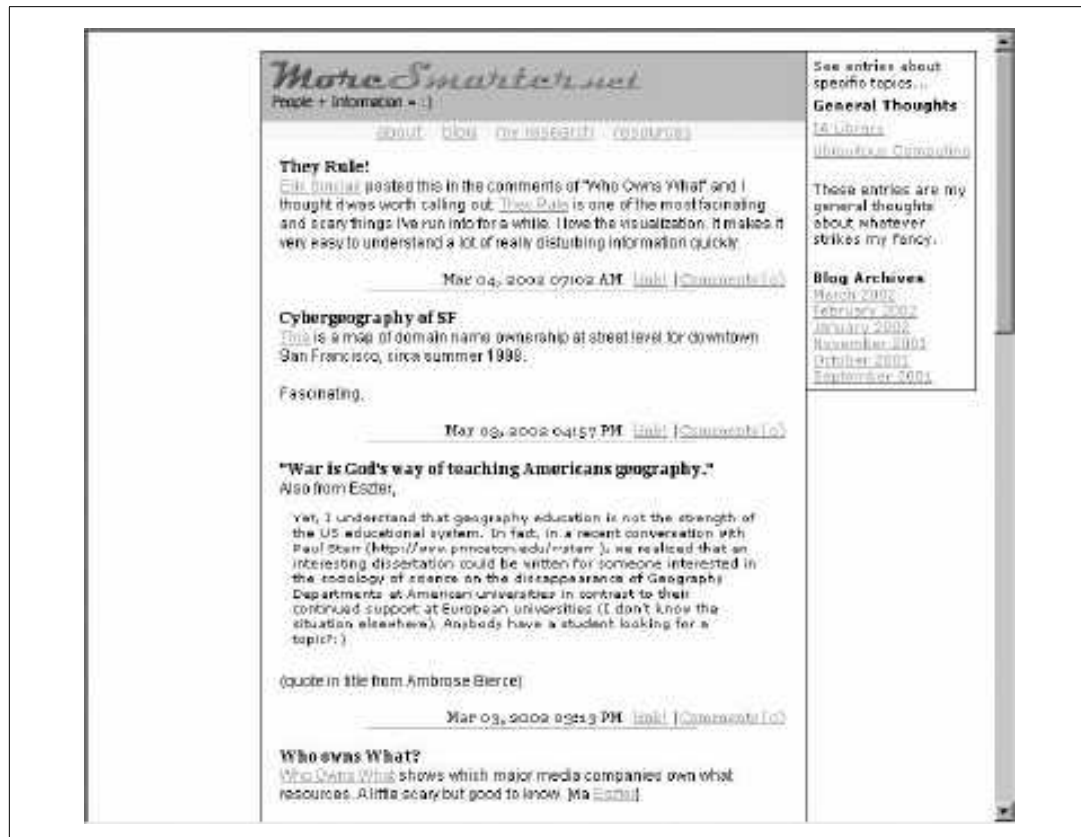 MoreSmarter.net
People + Information = :)
about blog my research resources
They Rule!
Eric Sinclair posted this in the comments of "Who Owns What" and I
thought it was worth calling out. They Rule is one of the most facinating
and scary things I've run into for a while. I love the visualization. It makes it
very easy to understand a lot of really disturbing information quickly.
Mar 04, 2002 07:02 AM Link! | Comments (0)
Cybergeography of SF
This is a map of domain name ownership at street level for downtown
San Francisco, circa summer 1998.
Fascinating.
Mar 03, 2002 04:57 PM Link! | Comments (0)
"War is God's way of teaching Americans geography."
Also from Eszter,
Yet, I understand that geography education is not the strength of
the US educational system. In fact, in a recent conversation with
Paul Starr (http://www.princeton.edu/~starr ), we realized that an
interesting dissertation could be written for someone interested in
the sociology of science on the disappearance of Geography
Departments at American universities in contrast to their
continued support at European universities (I don't know the
situation elsewhere). Anybody have a student looking for a
topic?:)
(quote in title from Ambrose Bierce)
Mar 03, 2002 03:13 PM Link! | Comments (0)
Who owns What?
Who Owns What shows which major media companies own what
resources. A little scary but good to know. [via Eszter]
See entries about
specific topics...
General Thoughts
IA Library
Ubiquitous Computing
These entries are my
general thoughts
about whatever
strikes my fancy.
Blog Archives
March 2002
February 2002
January 2002
November 2001
October 2001
September 2001